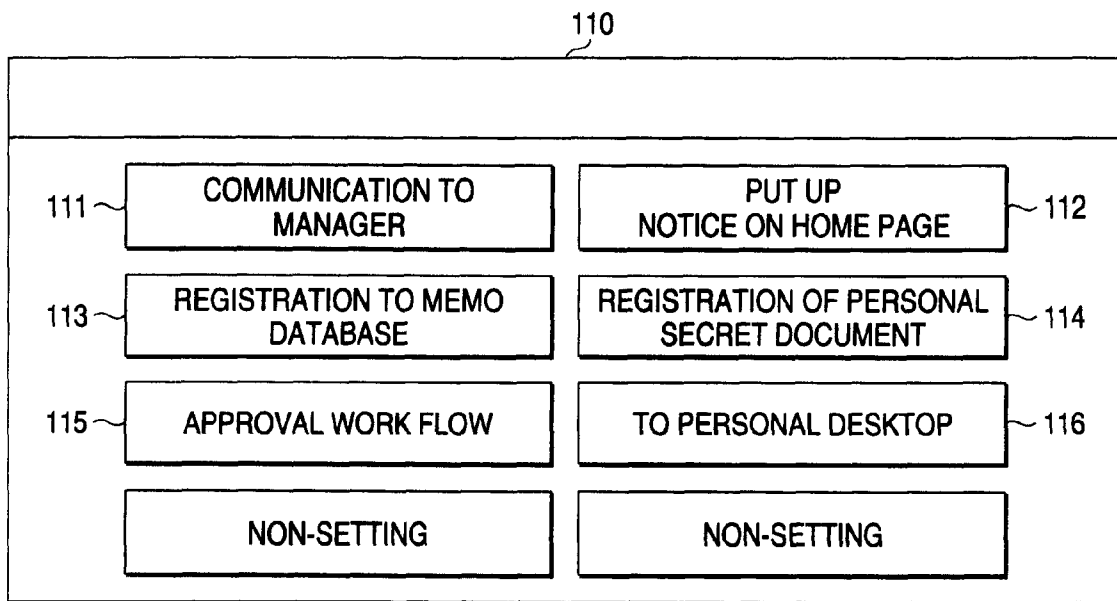 110
111
COMMUNICATION TO
MANAGER
PUT UP
NOTICE ON HOME PAGE
112
113
REGISTRATION TO MEMO
DATABASE
REGISTRATION OF PERSONAL
SECRET DOCUMENT
114
115
APPROVAL WORK FLOW
TO PERSONAL DESKTOP
116
NON-SETTING
NON-SETTING